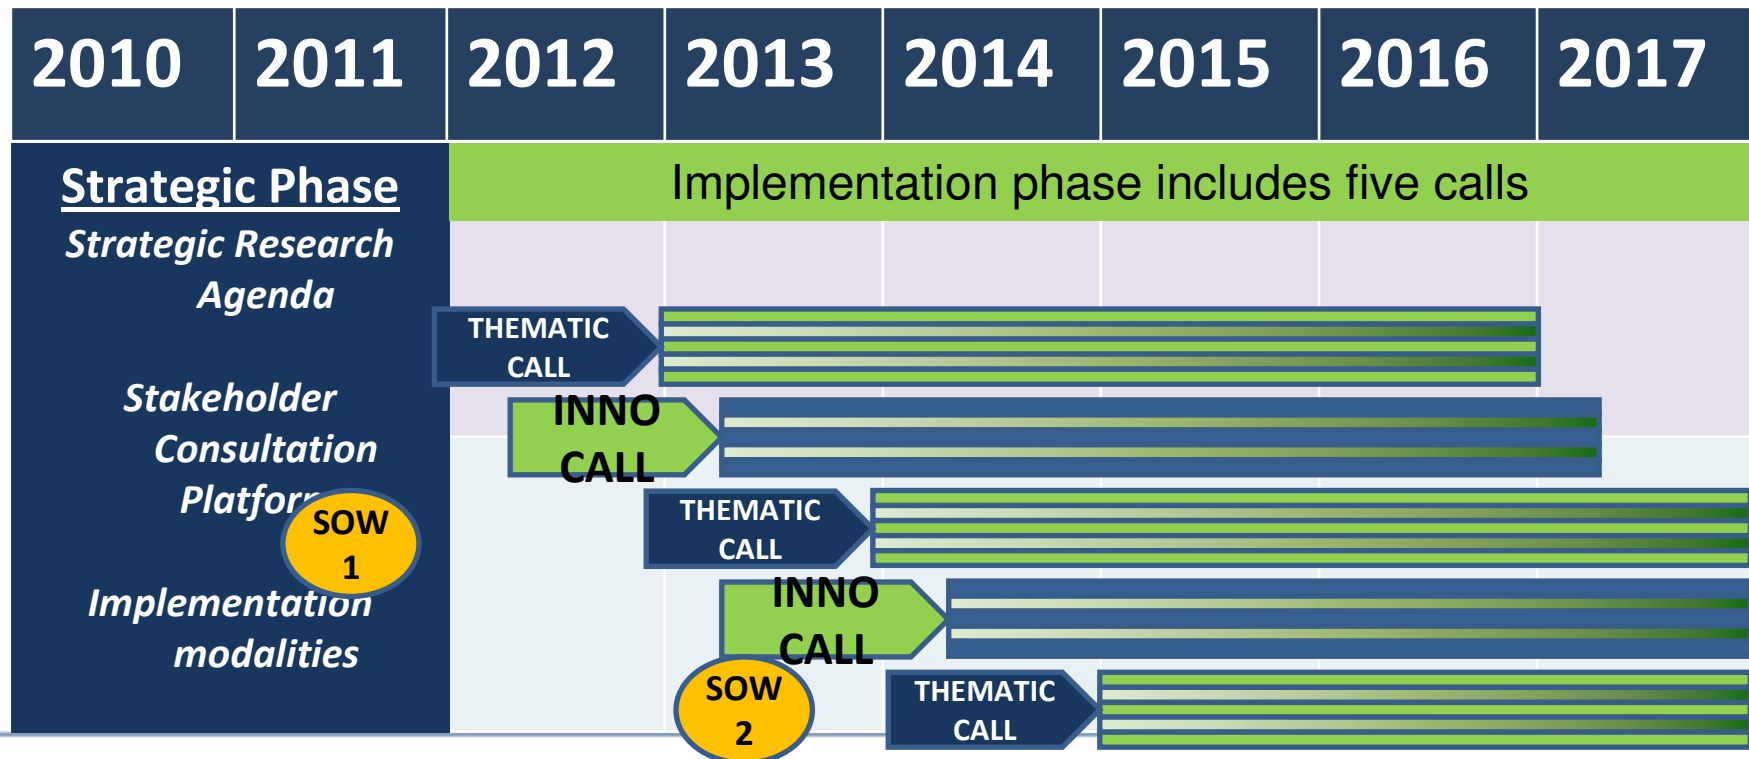 2010 2011 2012 2013 2014 2015 2016 2017
Strategic Phase
Implementation phase includes five calls
Strategic Research
Agenda
THEMATIC
CALL
Stakeholder
Consultation
Platform
INNO
CALL
SOW
1
THEMATIC
CALL
Implementation
modalities
INNO
CALL
SOW
2
THEMATIC
CALL